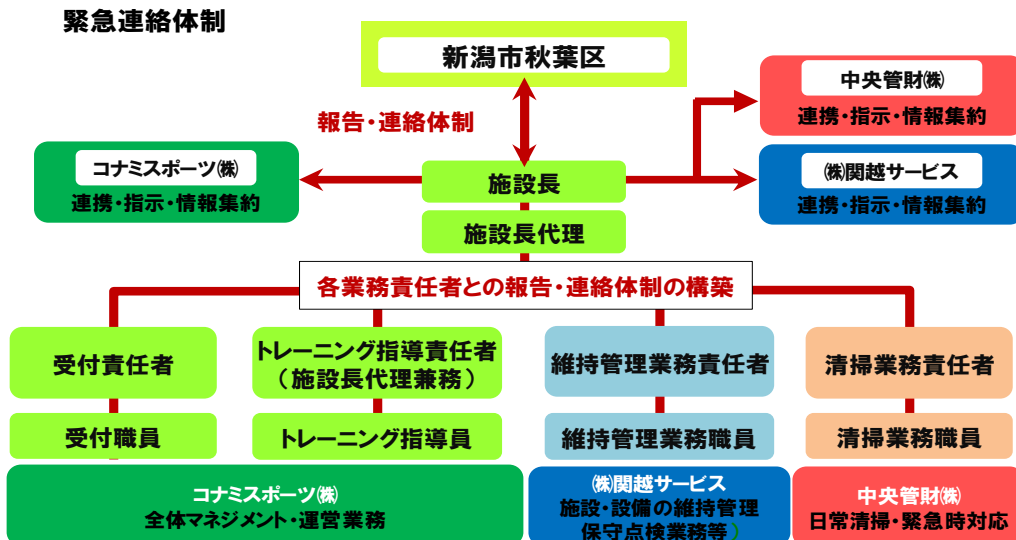 緊急連絡体制
新潟市秋葉区
報告・連絡体制
中央管財㈱
連携・指示・情報集約
コナミスポーツ㈱
連携・指示・情報集約
施設長
㈱関越サービス
連携・指示・情報集約
施設長代理
各業務責任者との報告・連絡体制の構築
受付責任者
トレーニング指導責任者
（施設長代理兼務）
維持管理業務責任者
清掃業務責任者
受付職員
トレーニング指導員
維持管理業務職員
清掃業務職員
コナミスポーツ㈱
全体マネジメント・運営業務
㈱関越サービス
施設・設備の維持管理
保守点検業務等）
中央管財㈱
日常清掃・緊急時対応